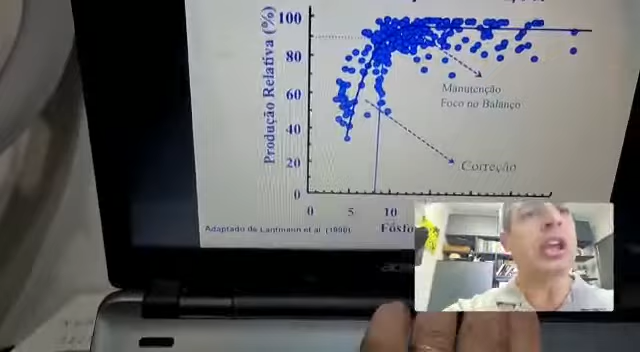 Produção Relativa (%)
100
80
60
40
20
0
Manutenção
Foco no Balanço
Correção
0
5
10
Adaptado de Lantmann et al (1996)